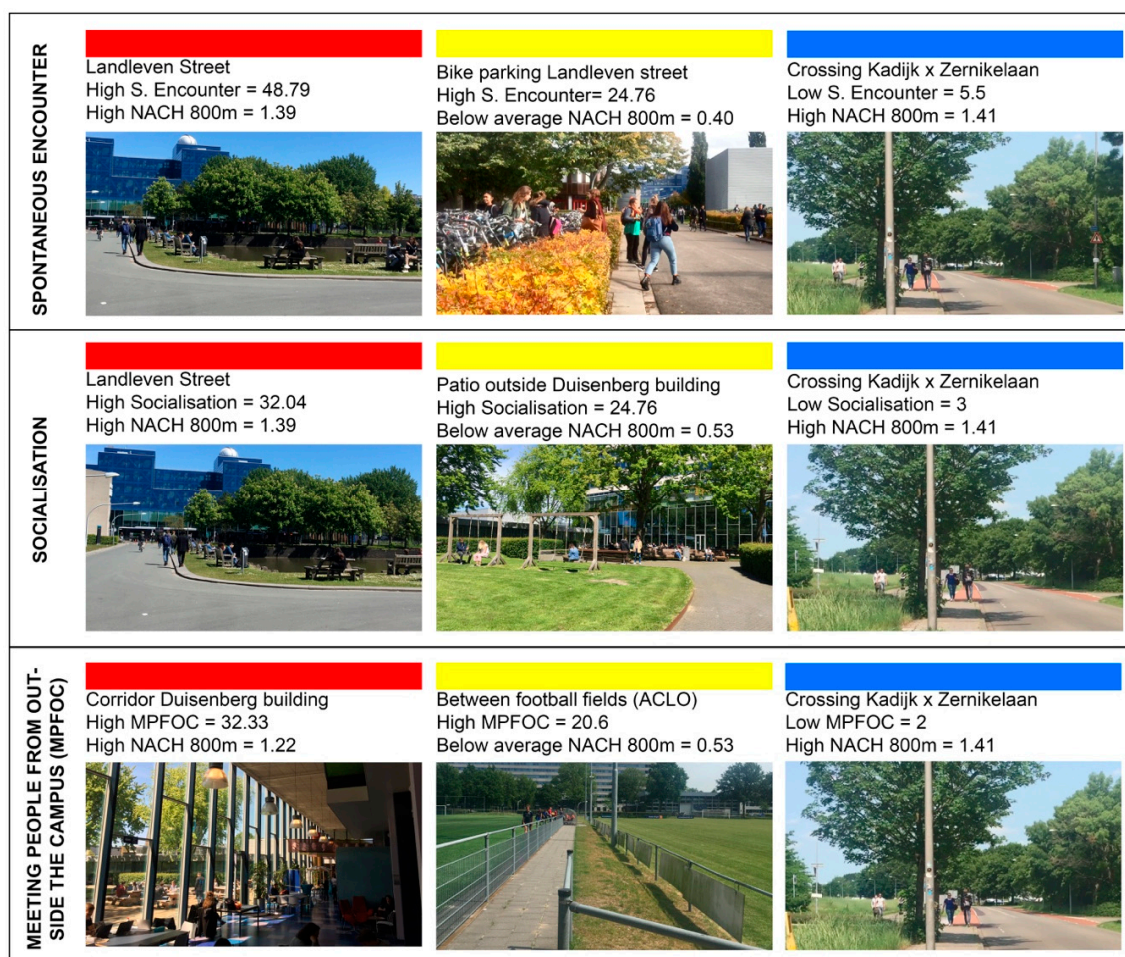 SPONTANEOUS ENCOUNTER
Landleven Street
High S. Encounter = 48.79
High NACH 800m = 1.39
Bike parking Landleven street
High S. Encounter= 24.76
Below average NACH 800m = 0.40
Crossing Kadijk x Zernikelaan
Low S. Encounter = 5.5
High NACH 800m = 1.41
SOCIALISATION
Landleven Street
High Socialisation = 32.04
High NACH 800m = 1.39
Patio outside Duisenberg building
High Socialisation = 24.76
Below average NACH 800m = 0.53
Crossing Kadijk x Zernikelaan
Low Socialisation = 3
High NACH 800m = 1.41
MEETING PEOPLE FROM OUT-
SIDE THE CAMPUS (MPFOC)
Corridor Duisenberg building
High MPFOC = 32.33
High NACH 800m = 1.22
Between football fields (ACLO)
High MPFOC = 20.6
Below average NACH 800m = 0.53
Crossing Kadijk x Zernikelaan
Low MPFOC = 2
High NACH 800m = 1.41